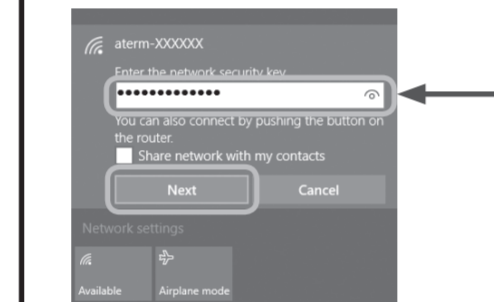 aterm-XXXXXX
Enter the network security key
•••••••••••••
You can also connect by pushing the button on
the router.
Share network with my contacts
Next Cancel
Network settings
Available Airplane mode